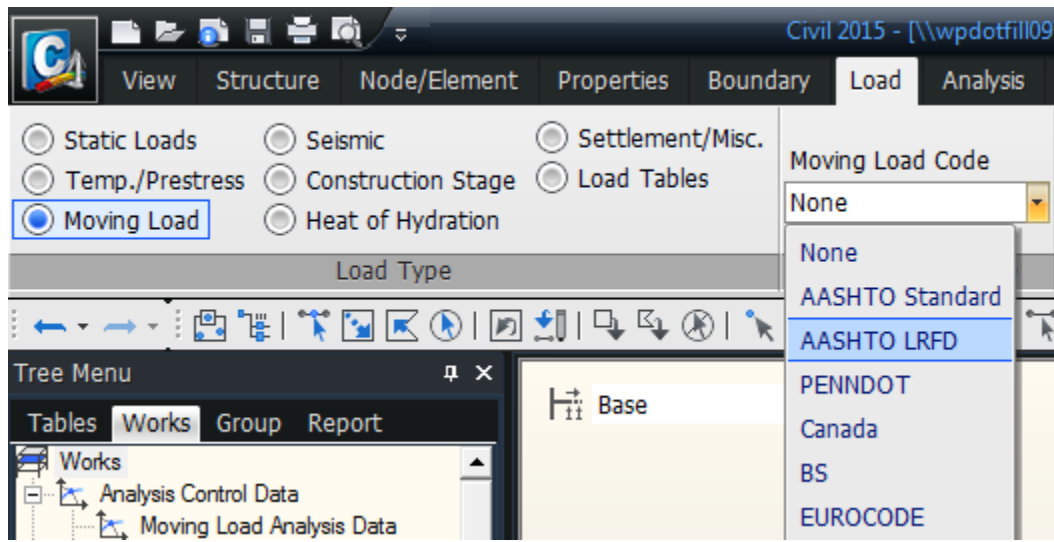 Civil 2015 - [\\wpdotfill09
View Structure Node/Element Properties Boundary Load Analysis
Static Loads Seismic Settlement/Misc.
Temp./Prestress Construction Stage Load Tables
Moving Load Heat of Hydration
Moving Load Code
None
Load Type
None
AASHTO Standard
AASHTO LRFD
PENNDOT
Canada
BS
EUROCODE
Tree Menu
Tables Works Group Report
Works
Analysis Control Data
Moving Load Analysis Data
Base